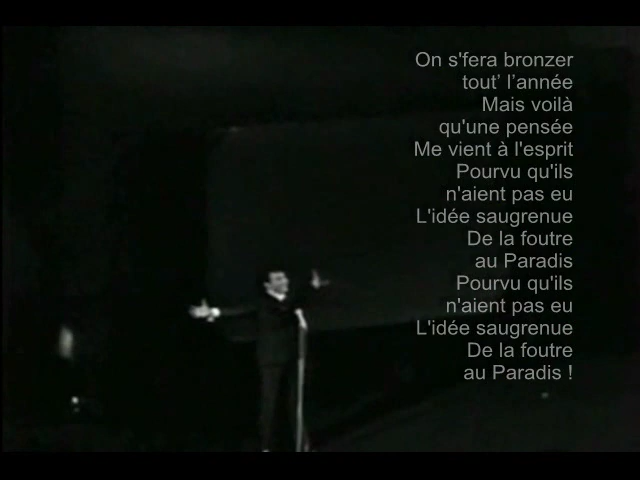 On s'fera bronzer
tout’ l’année
Mais voilà
qu'une pensée
Me vient à l'esprit
Pourvu qu'ils
n'aient pas eu
L'idée saugrenue
De la foutre
au Paradis
Pourvu qu'ils
n'aient pas eu
L'idée saugrenue
De la foutre
au Paradis !